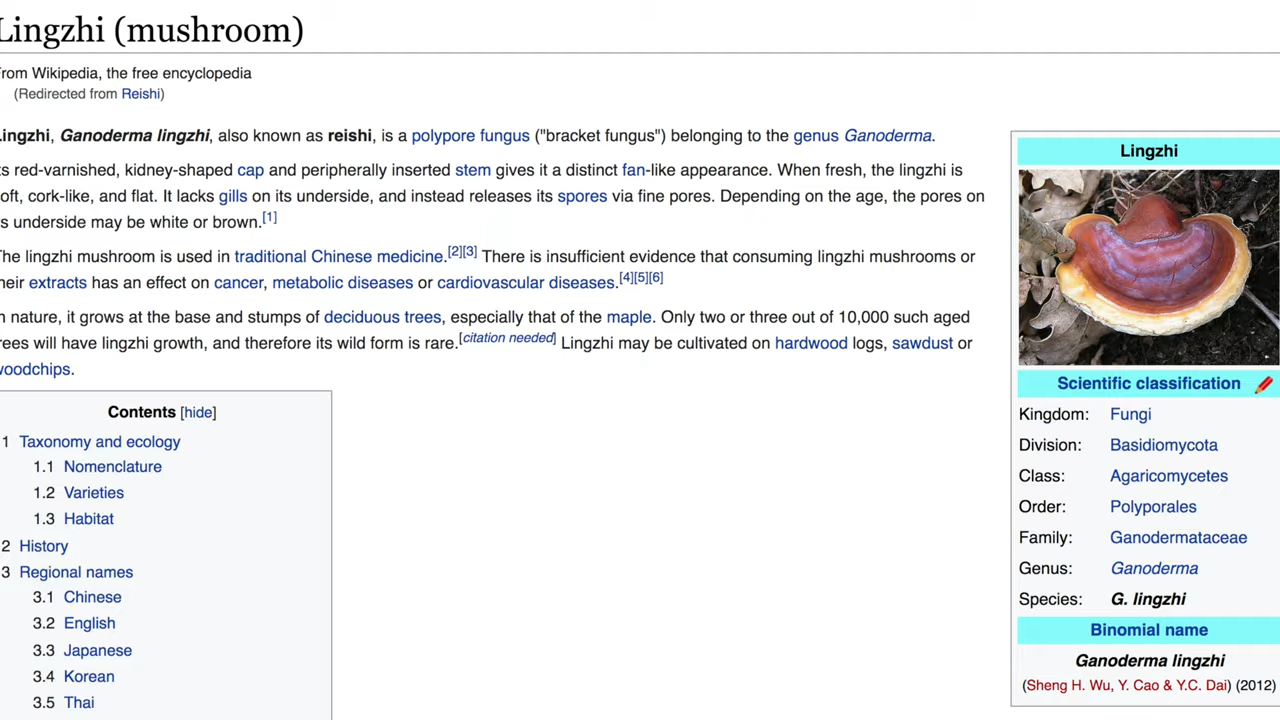 Lingzhi (mushroom)
From Wikipedia, the free encyclopedia
(Redirected from Reishi)
Lingzhi, Ganoderma lingzhi, also known as reishi, is a polypore fungus ("bracket fungus") belonging to the genus Ganoderma.
ts red-varnished, kidney-shaped cap and peripherally inserted stem gives it a distinct fan-like appearance. When fresh, the lingzhi is
oft, cork-like, and flat. It lacks gills on its underside, and instead releases its spores via fine pores. Depending on the age, the pores on
ts underside may be white or brown.[1]
The lingzhi mushroom is used in traditional Chinese medicine.[2][3] There is insufficient evidence that consuming lingzhi mushrooms or
heir extracts has an effect on cancer, metabolic diseases or cardiovascular diseases.[4][5][6]
n nature, it grows at the base and stumps of deciduous trees, especially that of the maple. Only two or three out of 10,000 such aged
rees will have lingzhi growth, and therefore its wild form is rare.[citation needed] Lingzhi may be cultivated on hardwood logs, sawdust or
woodchips.
Contents [hide]
1 Taxonomy and ecology
1.1 Nomenclature
1.2 Varieties
1.3 Habitat
2 History
3 Regional names
3.1 Chinese
3.2 English
3.3 Japanese
3.4 Korean
3.5 Thai
Lingzhi
Scientific classification
Kingdom: Fungi
Division: Basidiomycota
Class: Agaricomycetes
Order: Polyporales
Family: Ganodermataceae
Genus: Ganoderma
Species: G. lingzhi
Binomial name
Ganoderma lingzhi
(Sheng H. Wu, Y. Cao & Y.C. Dai) (2012)